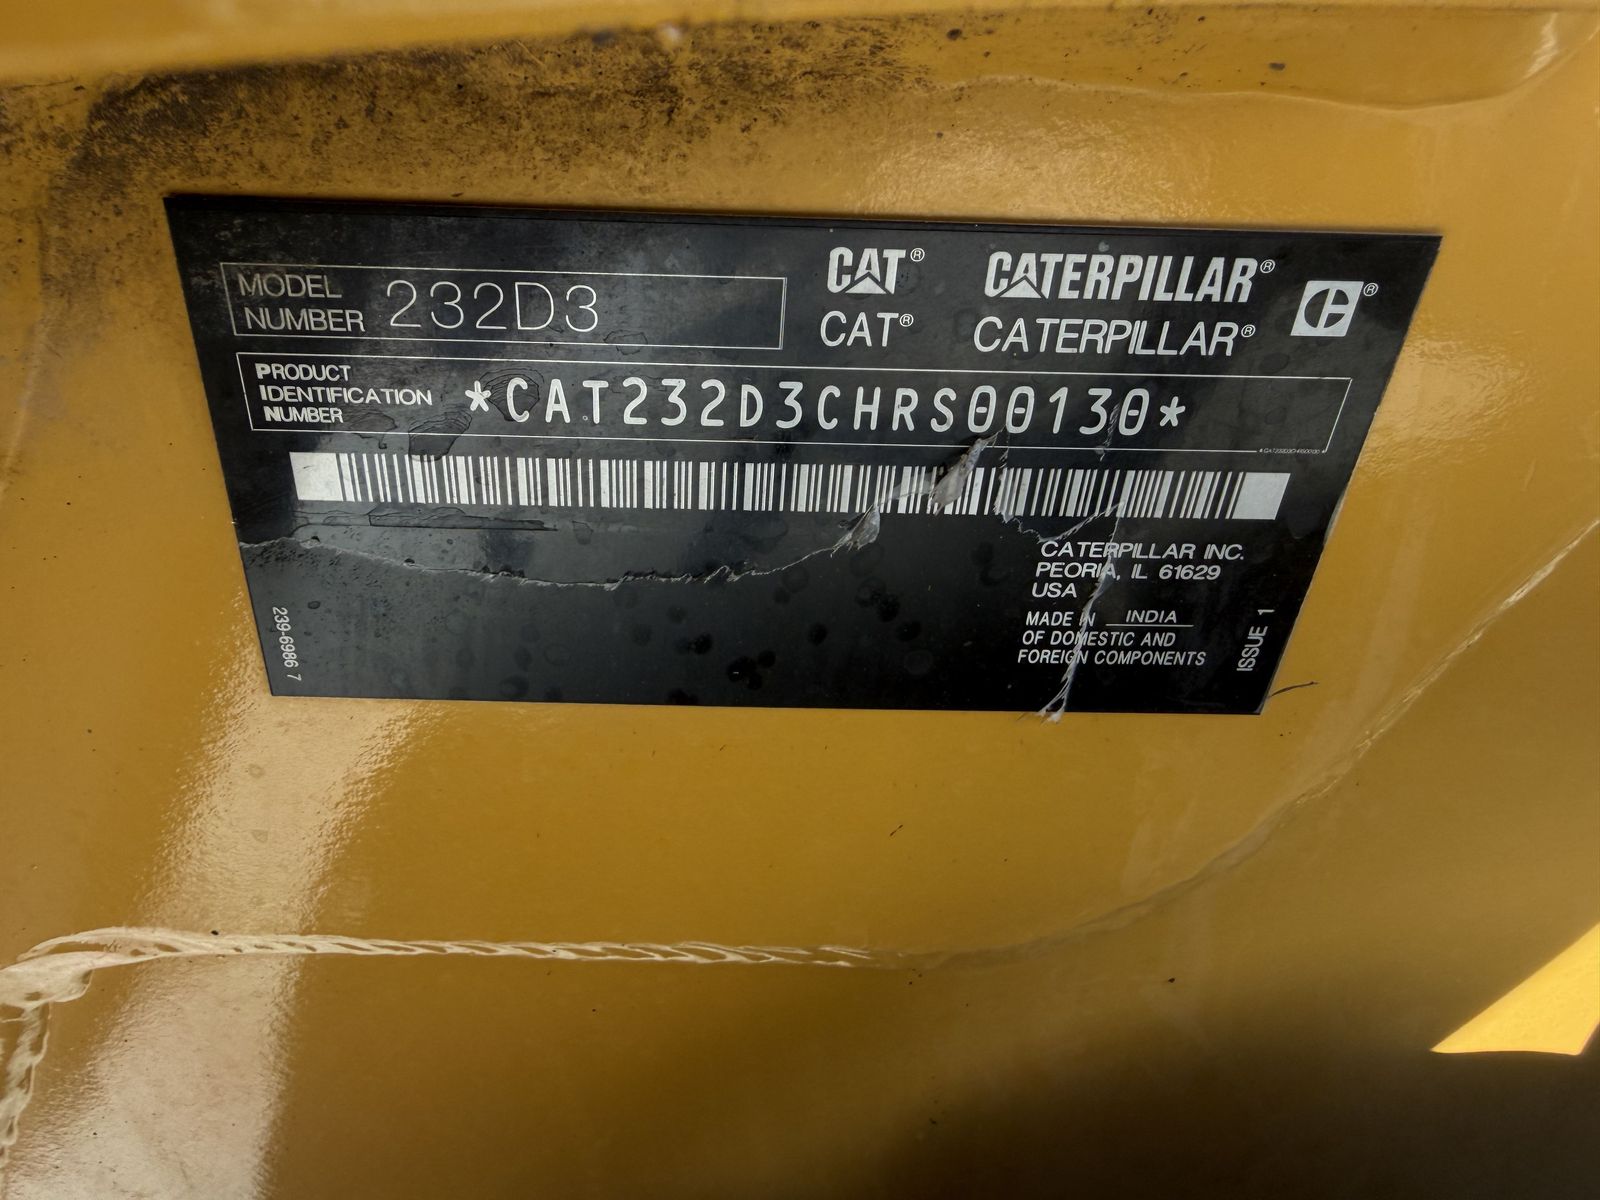 MODEL NUMBER 232D3
CAT® CATERPILLAR®
CAT® CATERPILLAR®
PRODUCT
IDENTIFICATION
NUMBER
*CAT232D3CHRS00130*
CATERPILLAR INC.
PEORIA, IL 61629
USA
MADE IN INDIA
OF DOMESTIC AND
FOREIGN COMPONENTS
239-6986 7
ISSUE 1